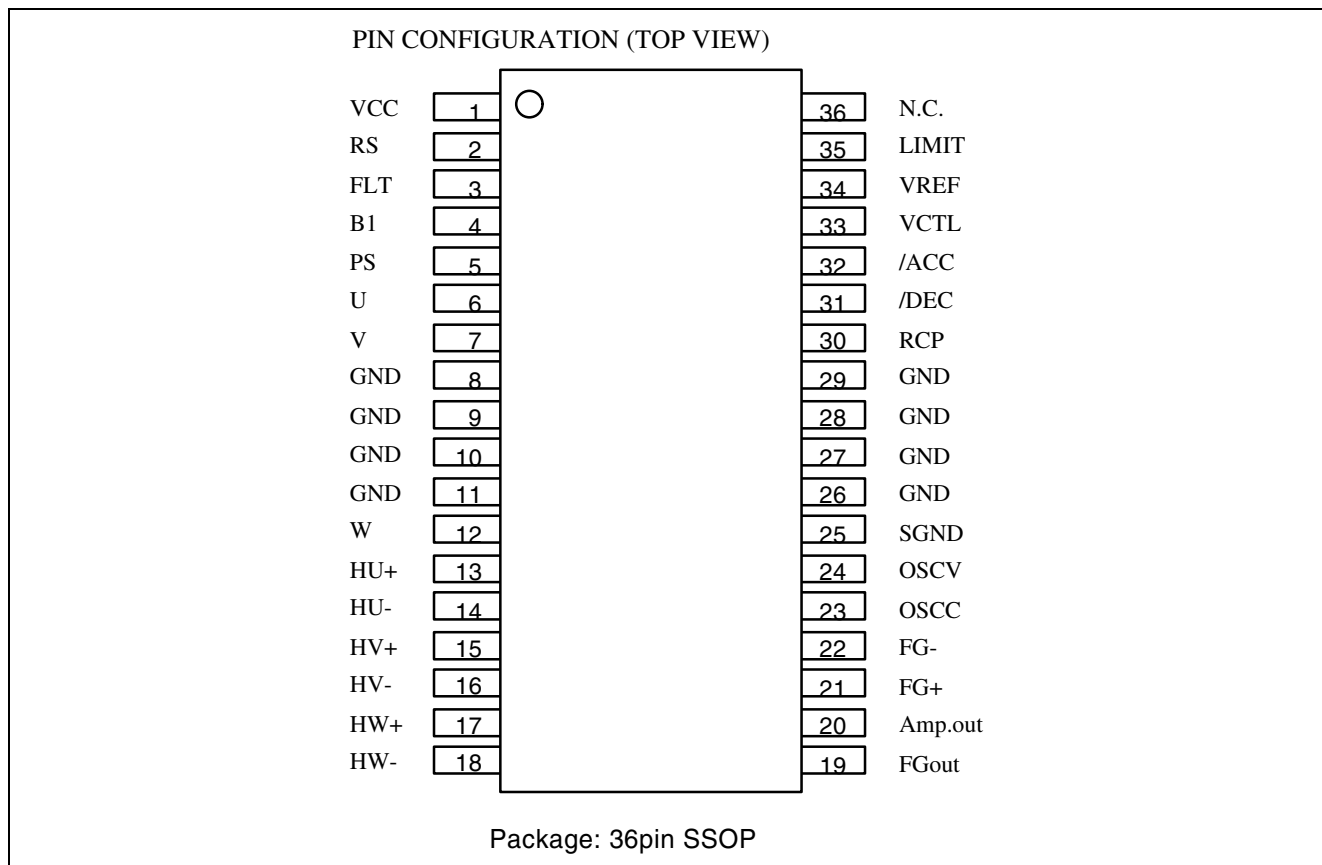 PIN CONFIGURATION (TOP VIEW)
VCC 1 36 N.C.
RS 2 35 LIMIT
FLT 3 34 VREF
B1 4 33 VCTL
PS 5 32 /ACC
U 6 31 /DEC
V 7 30 RCP
GND 8 29 GND
GND 9 28 GND
GND 10 27 GND
GND 11 26 GND
W 12 25 SGND
HU+ 13 24 OSCV
HU- 14 23 OSCC
HV+ 15 22 FG-
HV- 16 21 FG+
HW+ 17 20 Amp.out
HW- 18 19 FGout
Package: 36pin SSOP